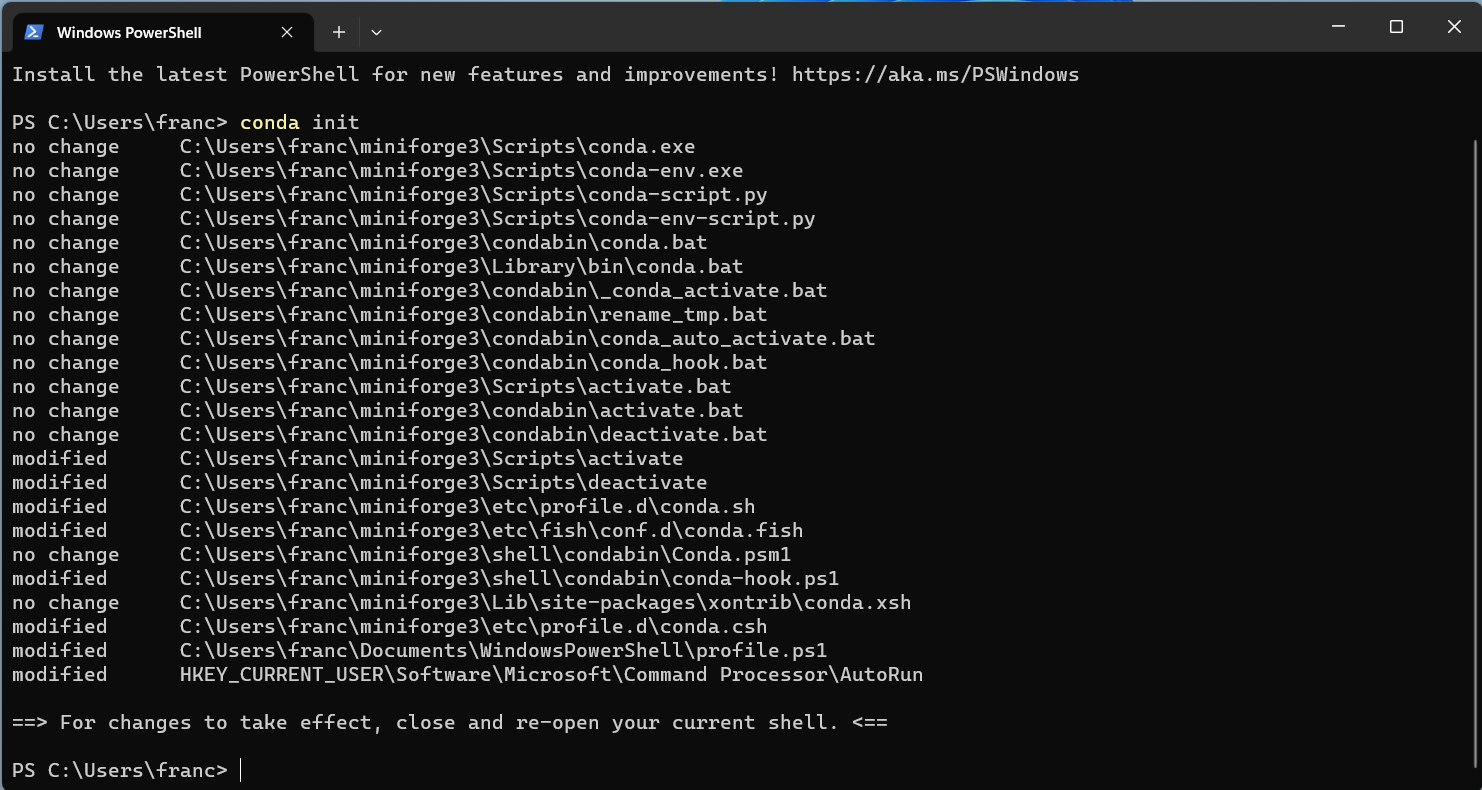 Windows PowerShell
Install the latest PowerShell for new features and improvements! https://aka.ms/PSWindows
PS C:\Users\franc> conda init
no change     C:\Users\franc\miniforge3\Scripts\conda.exe
no change     C:\Users\franc\miniforge3\Scripts\conda-env.exe
no change     C:\Users\franc\miniforge3\Scripts\conda-script.py
no change     C:\Users\franc\miniforge3\Scripts\conda-env-script.py
no change     C:\Users\franc\miniforge3\condabin\conda.bat
no change     C:\Users\franc\miniforge3\Library\bin\conda.bat
no change     C:\Users\franc\miniforge3\condabin\_conda_activate.bat
no change     C:\Users\franc\miniforge3\condabin\rename_tmp.bat
no change     C:\Users\franc\miniforge3\condabin\conda_auto_activate.bat
no change     C:\Users\franc\miniforge3\condabin\conda_hook.bat
no change     C:\Users\franc\miniforge3\Scripts\activate.bat
no change     C:\Users\franc\miniforge3\condabin\activate.bat
no change     C:\Users\franc\miniforge3\condabin\deactivate.bat
modified      C:\Users\franc\miniforge3\Scripts\activate
modified      C:\Users\franc\miniforge3\Scripts\deactivate
modified      C:\Users\franc\miniforge3\etc\profile.d\conda.sh
modified      C:\Users\franc\miniforge3\etc\fish\conf.d\conda.fish
no change     C:\Users\franc\miniforge3\shell\condabin\Conda.psm1
modified      C:\Users\franc\miniforge3\shell\condabin\conda-hook.ps1
no change     C:\Users\franc\miniforge3\Lib\site-packages\xontrib\conda.xsh
modified      C:\Users\franc\miniforge3\etc\profile.d\conda.csh
modified      C:\Users\franc\Documents\WindowsPowerShell\profile.ps1
modified      HKEY_CURRENT_USER\Software\Microsoft\Command Processor\AutoRun
==> For changes to take effect, close and re-open your current shell. <==
PS C:\Users\franc>